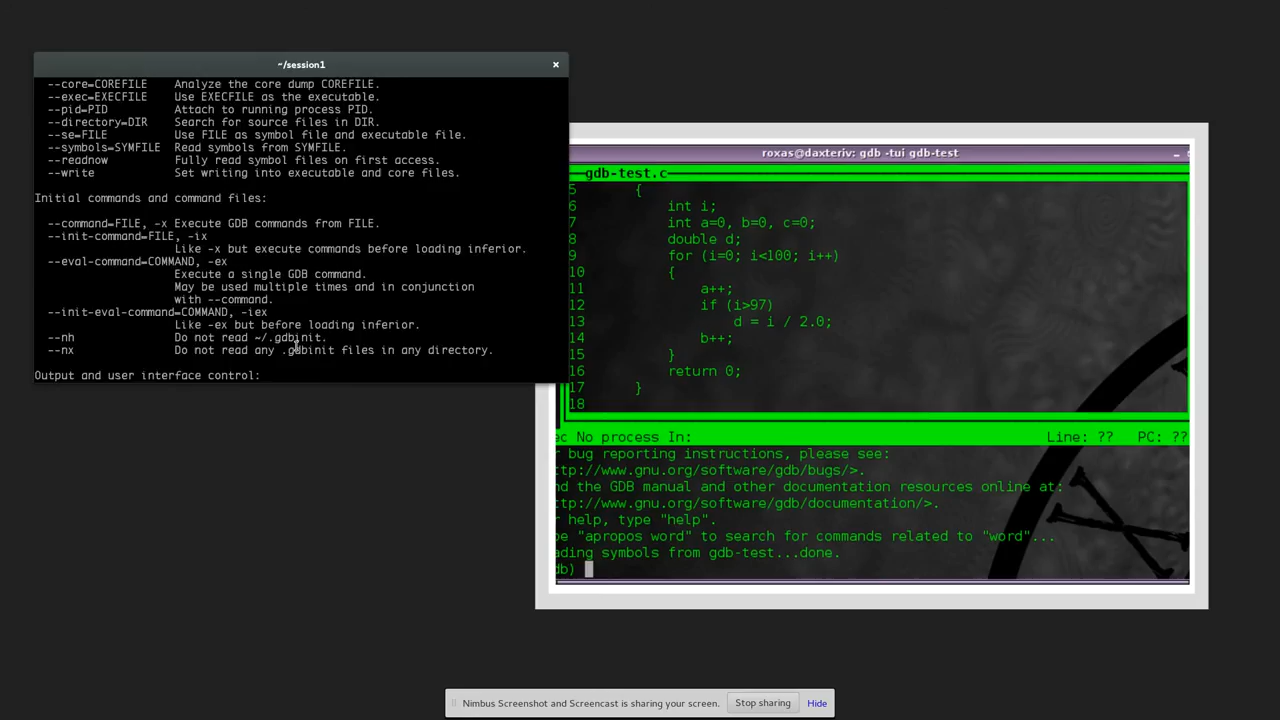 ~/session1
--core=COREFILE Analyze the core dump COREFILE.
--exec=EXECFILE Use EXECFILE as the executable.
--pid=PID Attach to running process PID.
--directory=DIR Search for source files in DIR.
--se=FILE Use FILE as symbol file and executable file.
--symbols=SYMFILE Read symbols from SYMFILE.
--readnow Fully read symbol files on first access.
--write Set writing into executable and core files.
Initial commands and command files:
--command=FILE, -x Execute GDB commands from FILE.
--init-command=FILE, -ix
Like -x but execute commands before loading inferior.
--eval-command=COMMAND, -ex
Execute a single GDB command.
May be used multiple times and in conjunction
with --command.
--init-eval-command=COMMAND, -iex
Like -ex but before loading inferior.
--nh Do not read ~/.gdbinit.
--nx Do not read any .gdbinit files in any directory.
Output and user interface control:
roxas@daxteriv: gdb -tui gdb-test
gdb-test.c
5 {
6 int i;
7 int a=0, b=0, c=0;
8 double d;
9 for (i=0; i<100; i++)
10 {
11 a++;
12 if (i>97)
13 d = i / 2.0;
14 b++;
15 }
16 return 0;
17 }
18
ec No process In: Line: ?? PC: ??
r bug reporting instructions, please see:
ttp://www.gnu.org/software/gdb/bugs/>.
nd the GDB manual and other documentation resources online at:
ttp://www.gnu.org/software/gdb/documentation/>.
r help, type "help".
pe "apropos word" to search for commands related to "word"...
ading symbols from gdb-test...done.
db)
Nimbus Screenshot and Screencast is sharing your screen. Stop sharing Hide